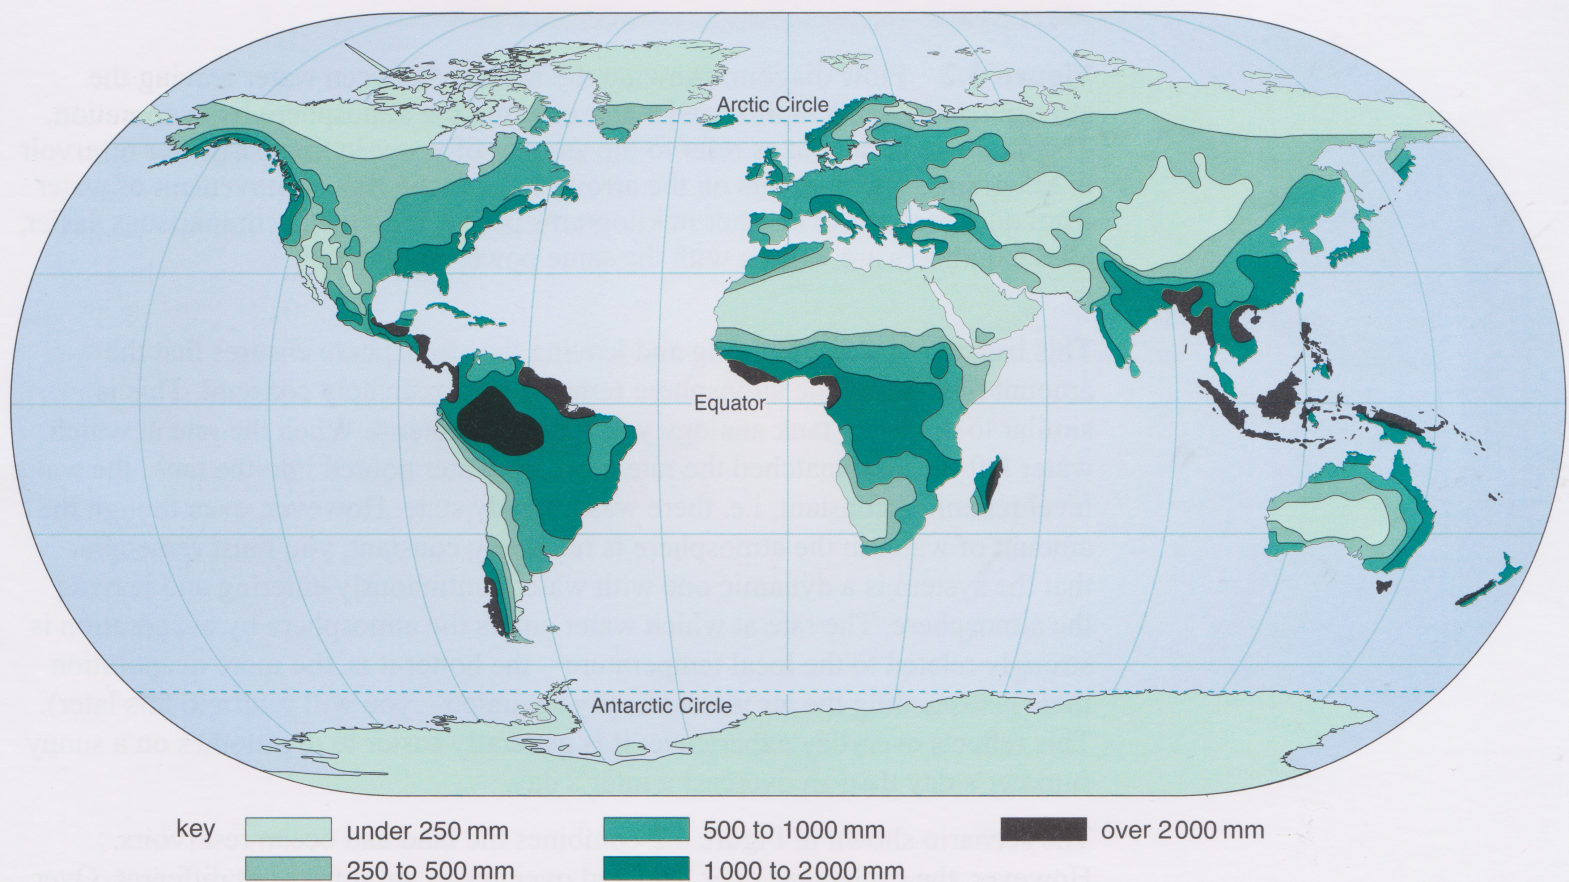 Arctic Circle
Equator
Antarctic Circle
key
under 250 mm
500 to 1000 mm
over 2000 mm
250 to 500 mm
1000 to 2000 mm